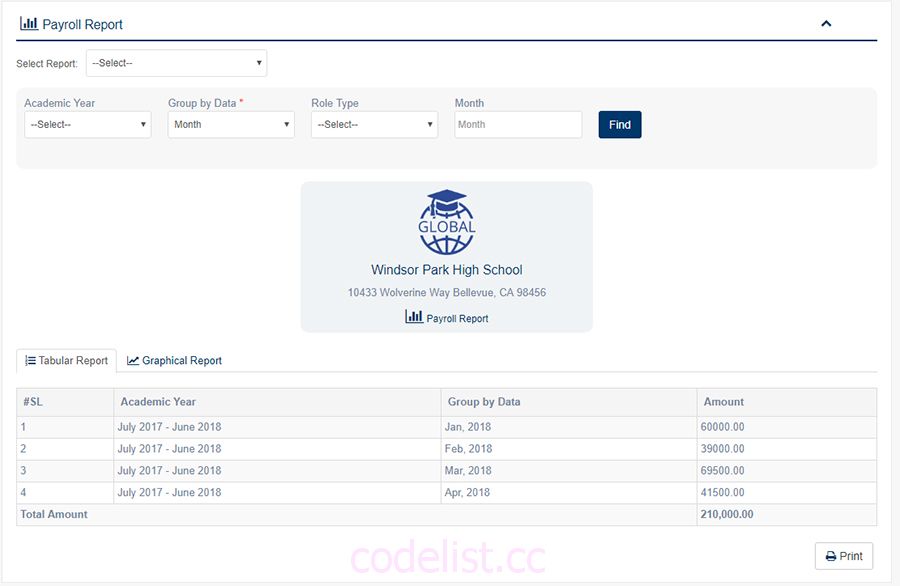 Payroll Report
Select Report: --Select--
Academic Year Group by Data * Role Type Month
--Select-- Month --Select-- Month Find
GLOBAL
Windsor Park High School
10433 Wolverine Way Bellevue, CA 98456
Payroll Report
Tabular Report Graphical Report
#SL Academic Year Group by Data Amount
1 July 2017 - June 2018 Jan, 2018 60000.00
2 July 2017 - June 2018 Feb, 2018 39000.00
3 July 2017 - June 2018 Mar, 2018 69500.00
4 July 2017 - June 2018 Apr, 2018 41500.00
Total Amount 210,000.00
codelist.cc
Print